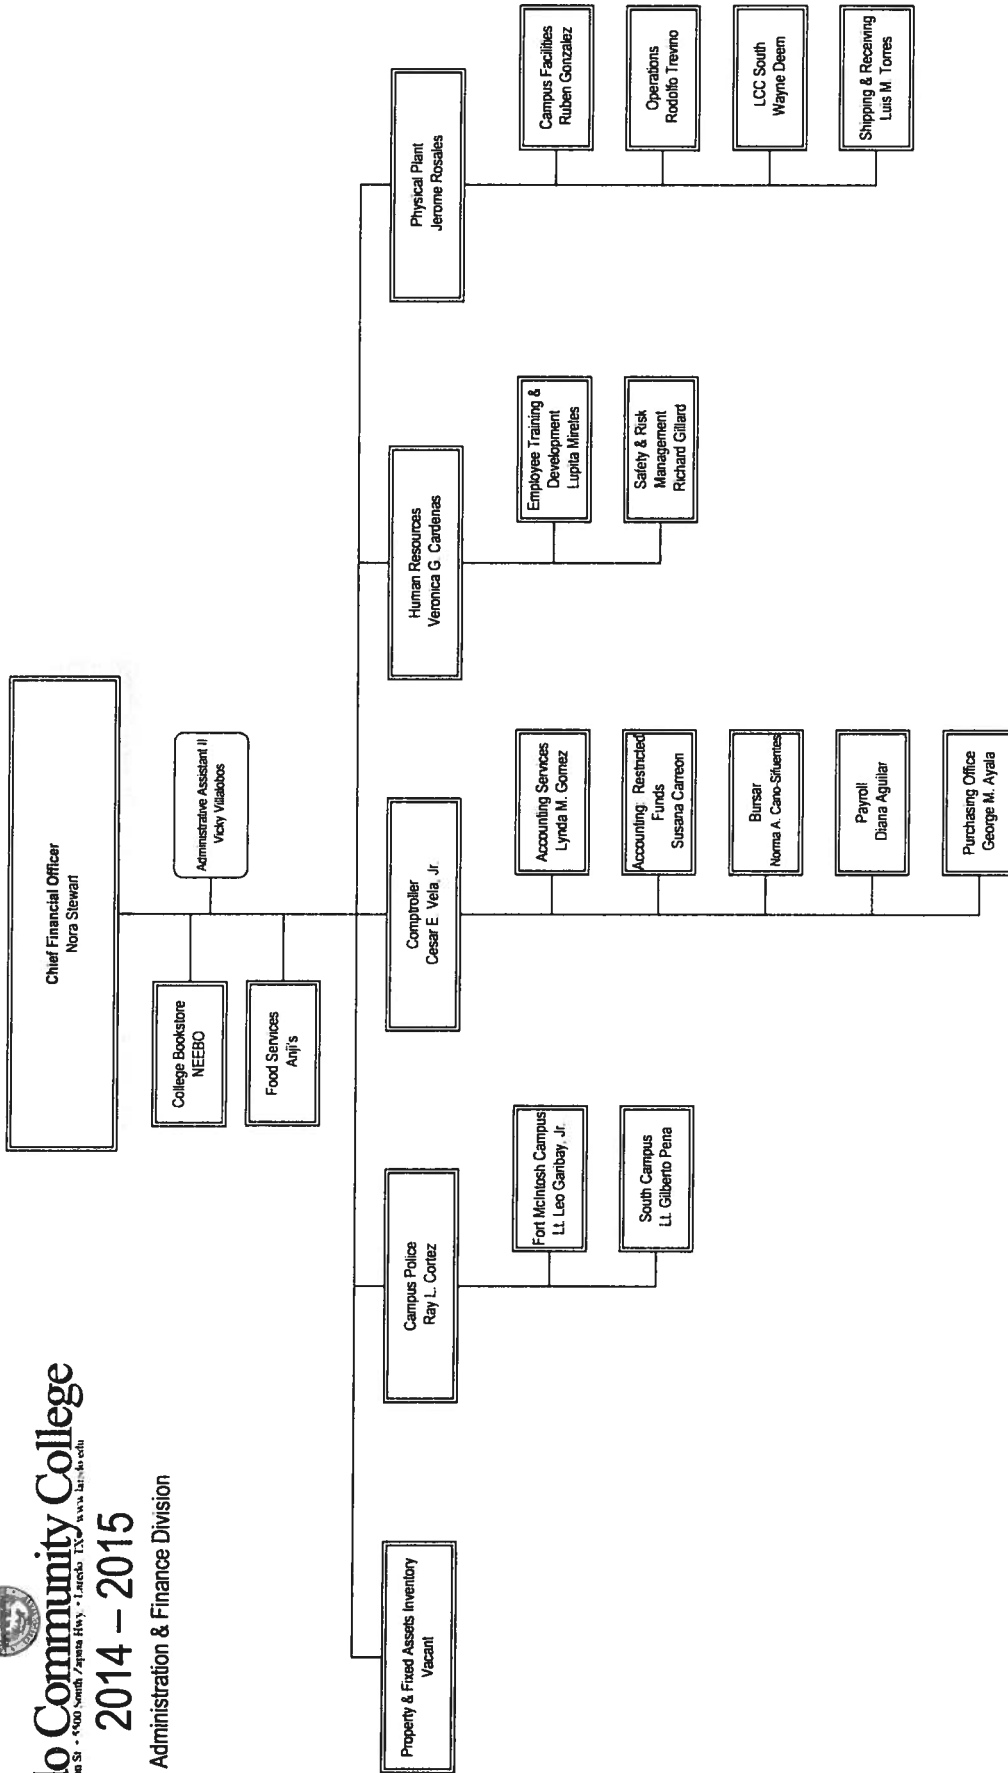 Community College
2014 – 2015
Administration & Finance Division
Chief Financial Officer
Nora Stewart
Administrative Assistant II
Vicky Villalobos
College Bookstore
NEEBO
Food Services
Anji's
Property & Fixed Assets Inventory
Vacant
Campus Police
Ray L. Cortez
Fort McIntosh Campus
Lt. Leo Garibay, Jr.
South Campus
Lt. Gilberto Pena
Comptroller
Cesar E. Vela, Jr.
Accounting Services
Lynda M. Gomez
Accounting: Restricted
Funds
Susana Carreon
Bursar
Norma A. Cano-Sifuentes
Payroll
Diana Aguilar
Purchasing Office
George M. Ayala
Human Resources
Veronica G. Cardenas
Employee Training &
Development
Lupita Mireles
Safety & Risk
Management
Richard Gillard
Physical Plant
Jerome Rosales
Campus Facilities
Ruben Gonzalez
Operations
Rodolfo Trevino
LCC South
Wayne Deem
Shipping & Receiving
Luis M. Torres